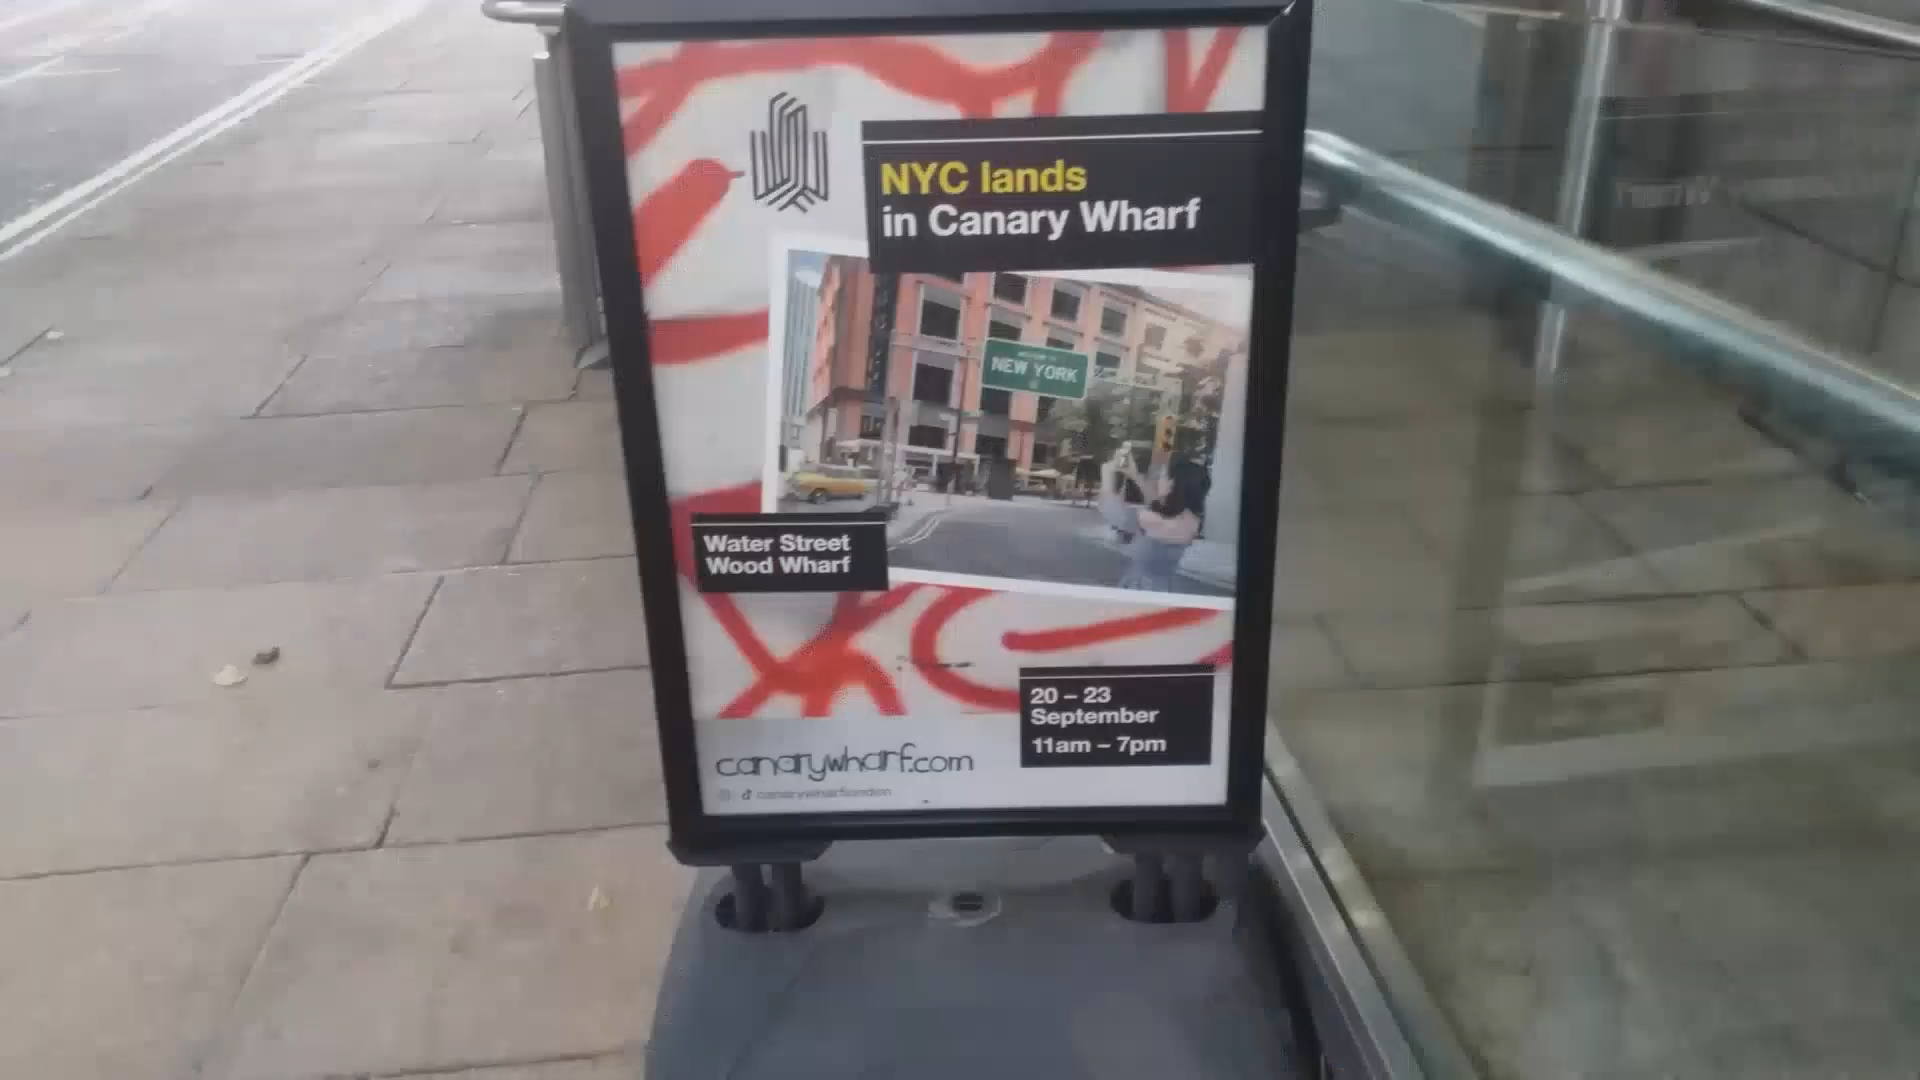 NYC lands
in Canary Wharf
NEW YORK
Water Street
Wood Wharf
20 – 23
September
11am – 7pm
canarywharf.com
canarywharflondon